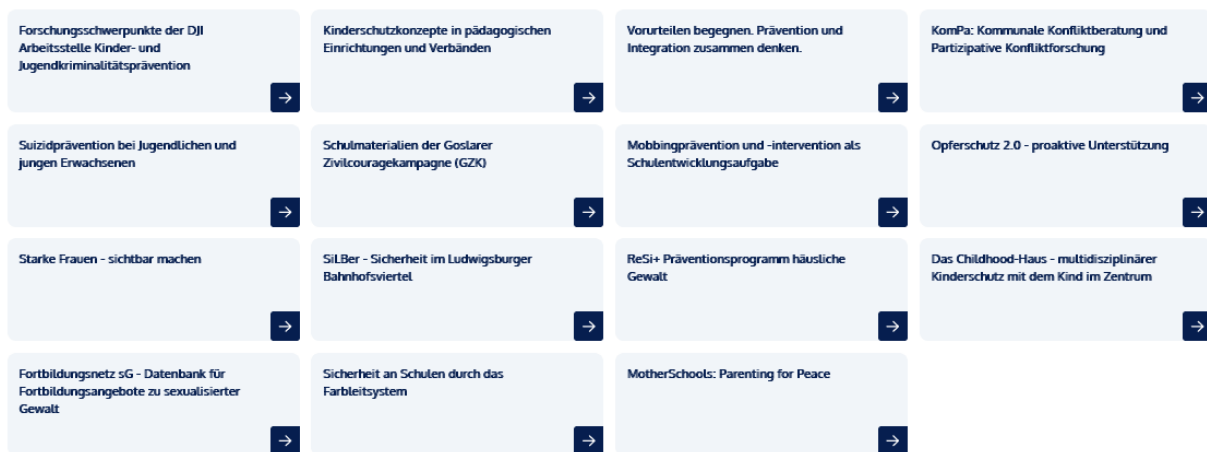 Forschungsschwerpunkte der DJI
Arbeitsstelle Kinder- und
Jugendkriminalitätsprävention
Kinderschutzkonzepte in pädagogischen
Einrichtungen und Verbänden
Vorurteilen begegnen. Prävention und
Integration zusammen denken.
KomPa: Kommunale Konfliktberatung und
Partizipative Konfliktforschung
Suizidprävention bei Jugendlichen und
jungen Erwachsenen
Schulmaterialien der Goslarer
Zivilcouragekampagne (GZK)
Mobbingprävention und -intervention als
Schulentwicklungsaufgabe
Opferschutz 2.0 - proaktive Unterstützung
Starke Frauen - sichtbar machen
SiLBer - Sicherheit im Ludwigsburger
Bahnhofsviertel
ReSi+ Präventionsprogramm häusliche
Gewalt
Das Childhood-Haus - multidisziplinärer
Kinderschutz mit dem Kind im Zentrum
Fortbildungsnetz sG - Datenbank für
Fortbildungsangebote zu sexualisierter
Gewalt
Sicherheit an Schulen durch das
Farbleitsystem
MotherSchools: Parenting for Peace